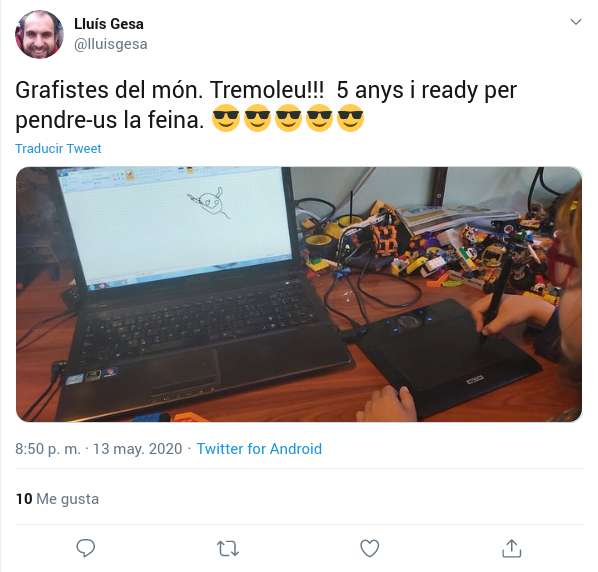 Lluís Gesa
@lluisgesa
Grafistes del món. Tremoleu!!! 5 anys i ready per
pendre-us la feina. 😎😎😎😎😎
Traducir Tweet
8:50 p. m. · 13 may. 2020 · Twitter for Android
10 Me gusta